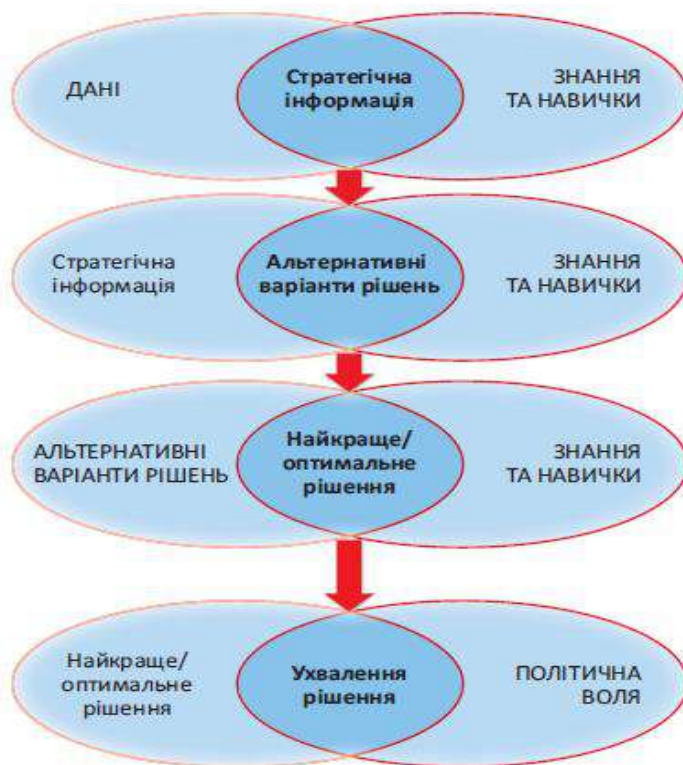 ДАНІ
Стратегічна
інформація
ЗНАННЯ
ТА НАВИЧКИ
Стратегічна
інформація
Альтернативні
варіанти рішень
ЗНАННЯ
ТА НАВИЧКИ
АЛЬТЕРНАТИВНІ
ВАРІАНТИ РІШЕНЬ
Найкраще/
оптимальне
рішення
ЗНАННЯ
ТА НАВИЧКИ
Найкраще/
оптимальне
рішення
Ухвалення
рішення
ПОЛІТИЧНА
ВОЛЯ